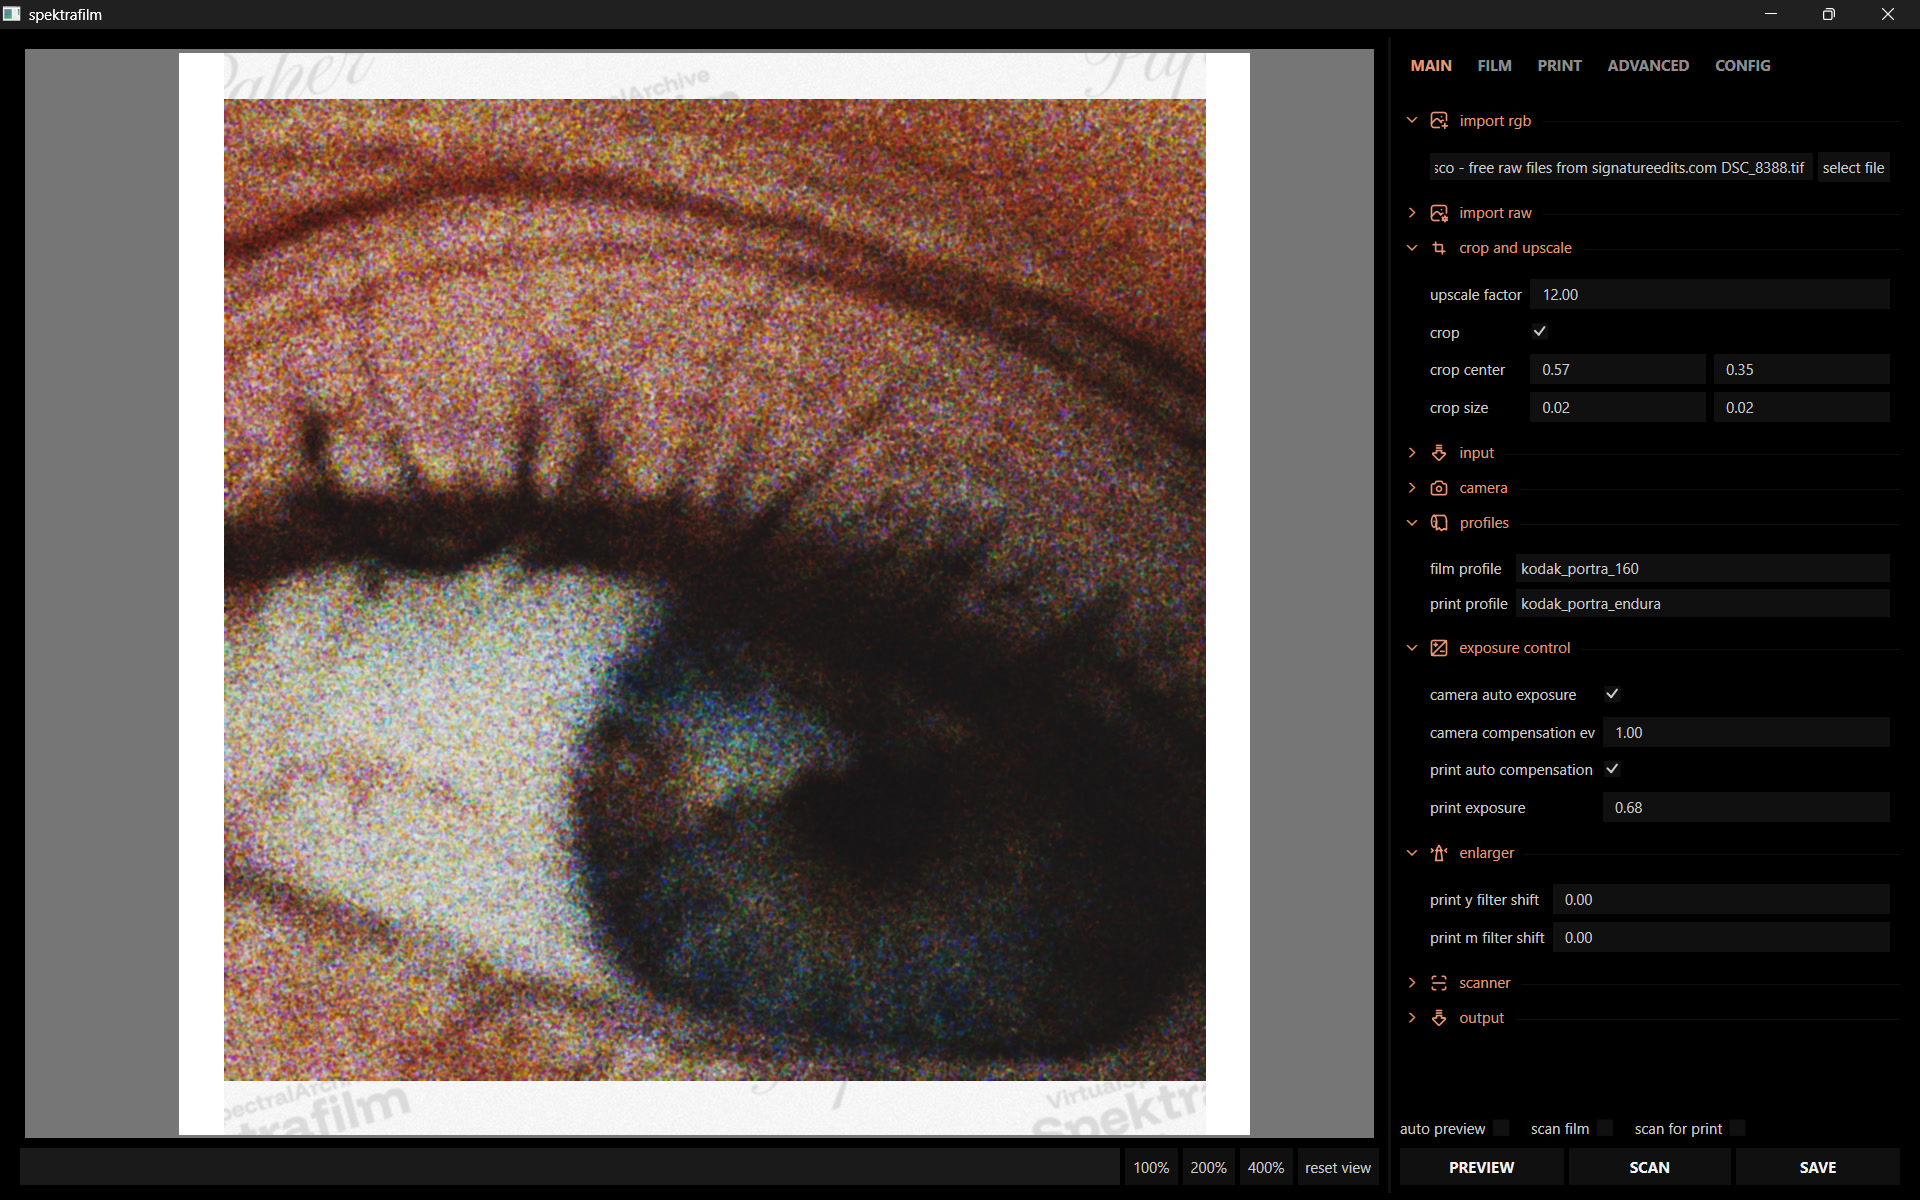 spektrafilm
MAIN FILM PRINT ADVANCED CONFIG
import rgb
sco - free raw files from signatureedits.com DSC_8388.tif select file
import raw
crop and upscale
upscale factor 12.00
crop
crop center 0.57 0.35
crop size 0.02 0.02
input
camera
profiles
film profile kodak_portra_160
print profile kodak_portra_endura
exposure control
camera auto exposure
camera compensation ev 1.00
print auto compensation
print exposure 0.68
enlarger
print y filter shift 0.00
print m filter shift 0.00
scanner
output
auto preview scan film scan for print
100% 200% 400% reset view PREVIEW SCAN SAVE